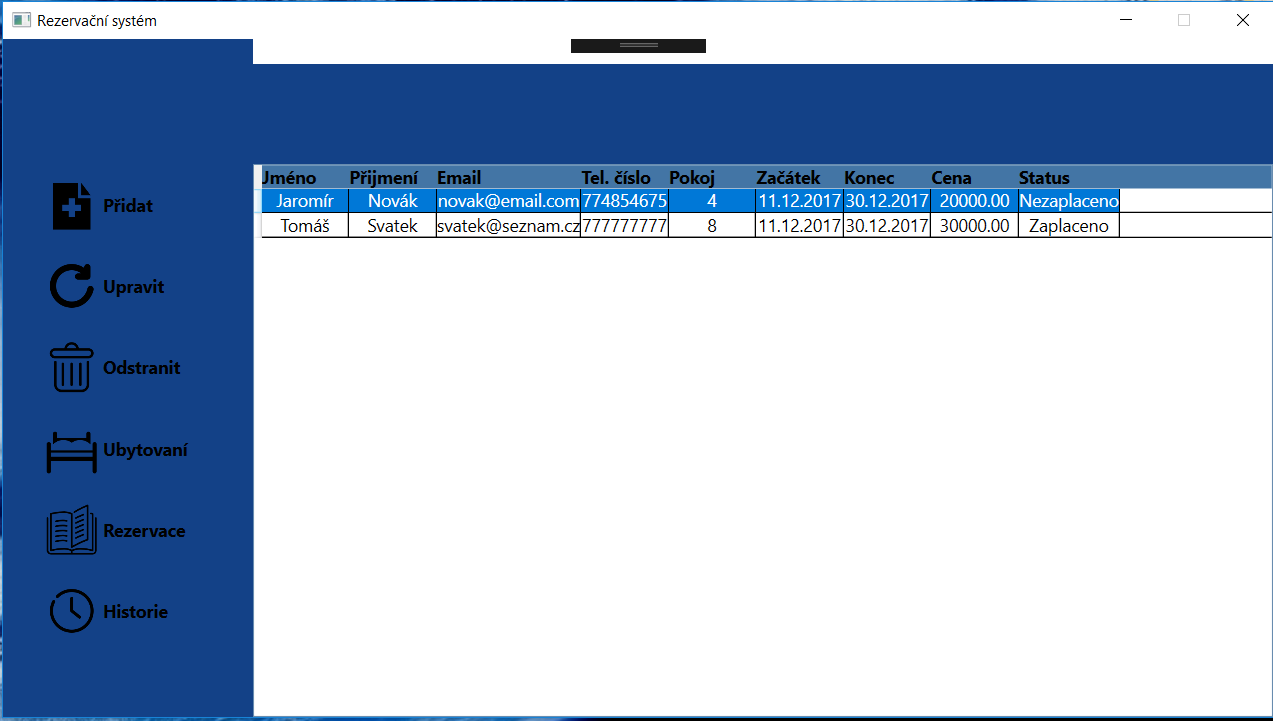 Rezervační systém
Jméno Přijmení Email Tel. číslo Pokoj Začátek Konec Cena Status
Jaromír Novák novak@email.com 774854675 4 11.12.2017 30.12.2017 20000.00 Nezaplaceno
Tomáš Svatek svatek@seznam.cz 777777777 8 11.12.2017 30.12.2017 30000.00 Zaplaceno
Přidat
Upravit
Odstranit
Ubytovaní
Rezervace
Historie